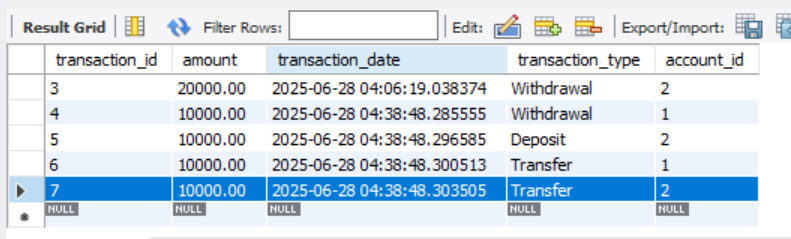 Result Grid Filter Rows: Edit: Export/Import:
transaction_id amount transaction_date transaction_type account_id
3 20000.00 2025-06-28 04:06:19.038374 Withdrawal 2
4 10000.00 2025-06-28 04:38:48.285555 Withdrawal 1
5 10000.00 2025-06-28 04:38:48.296585 Deposit 2
6 10000.00 2025-06-28 04:38:48.300513 Transfer 1
7 10000.00 2025-06-28 04:38:48.303505 Transfer 2
NULL NULL NULL NULL NULL